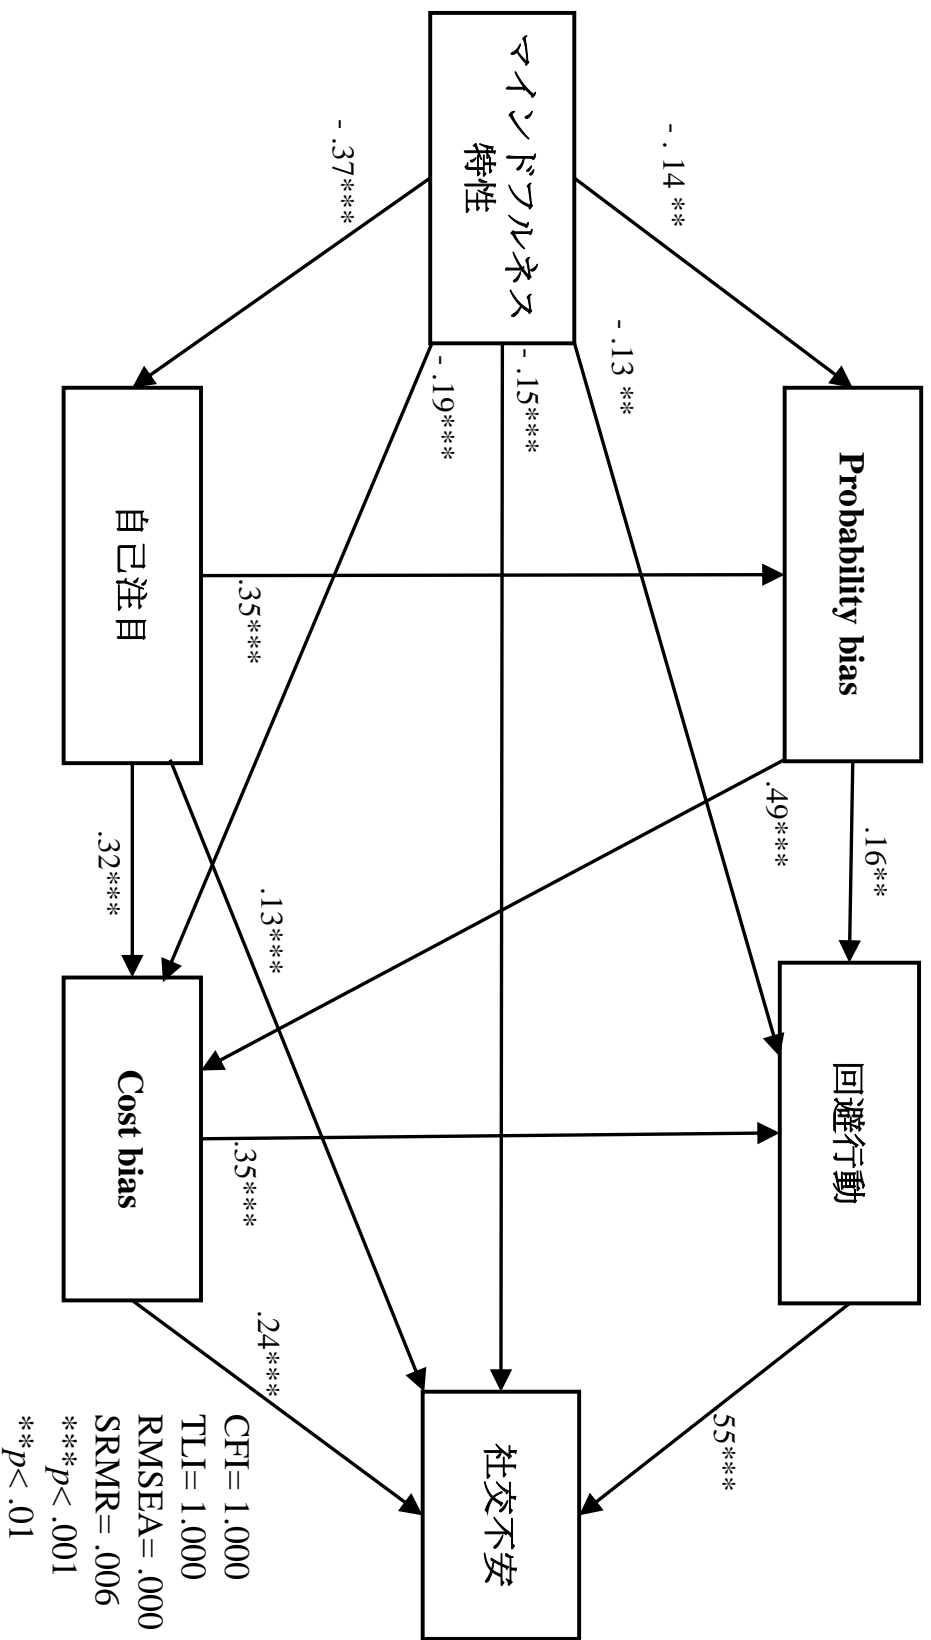 マインドフルネス
特性
Probability bias
回避行動
自己注目
Cost bias
社交不安
- . 14 **
- .13 **
- .15***
- .19***
- .37***
.16**
.49***
.35***
.32***
.13***
.35***
55***
.24***
CFI= 1.000
TLI= 1.000
RMSEA= .000
SRMR= .006
***p< .001
**p< .01